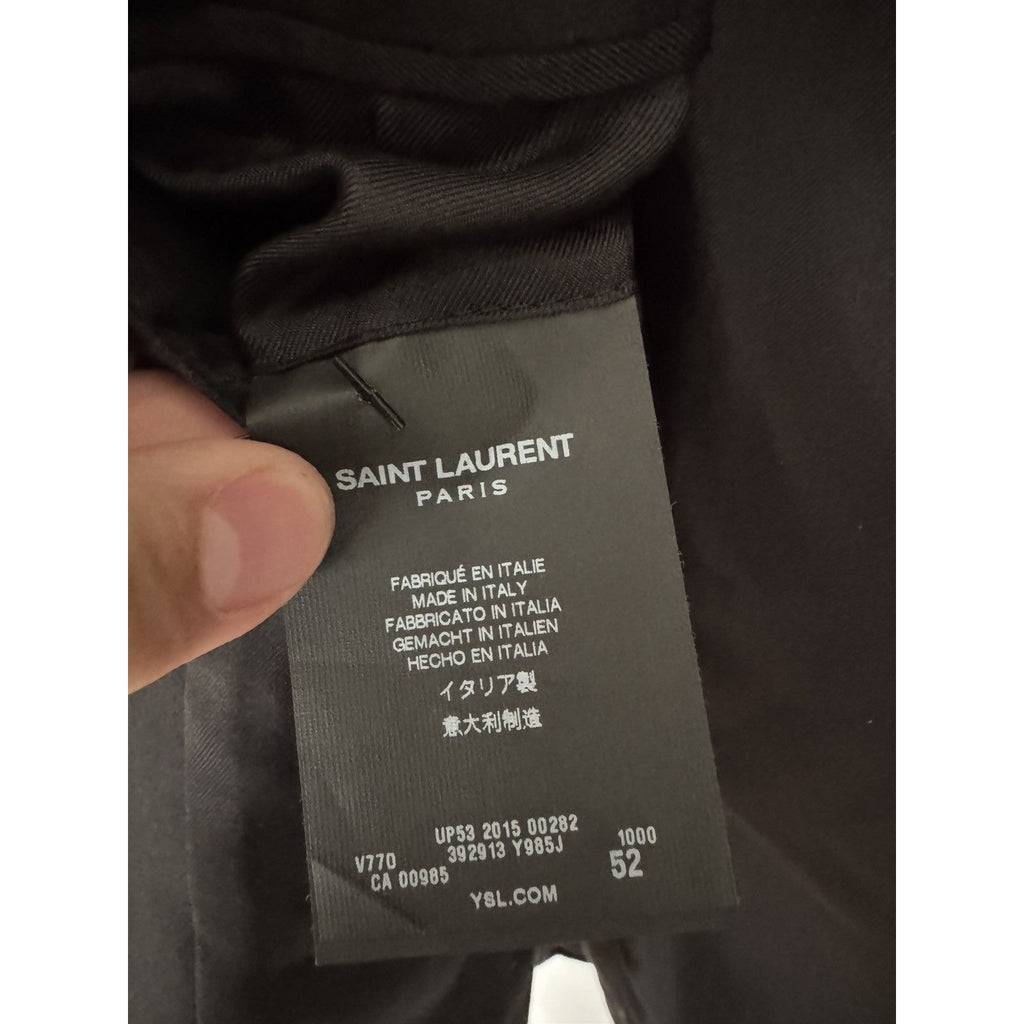 SAINT LAURENT
PARIS
FABRIQUÉ EN ITALIE
MADE IN ITALY
FABBRICATO IN ITALIA
GEMACHT IN ITALIEN
HECHO EN ITALIA
イタリア製
意大利制造
UP53 2015 00282
V770 392913 Y985J 1000
CA 00985 52
YSL.COM